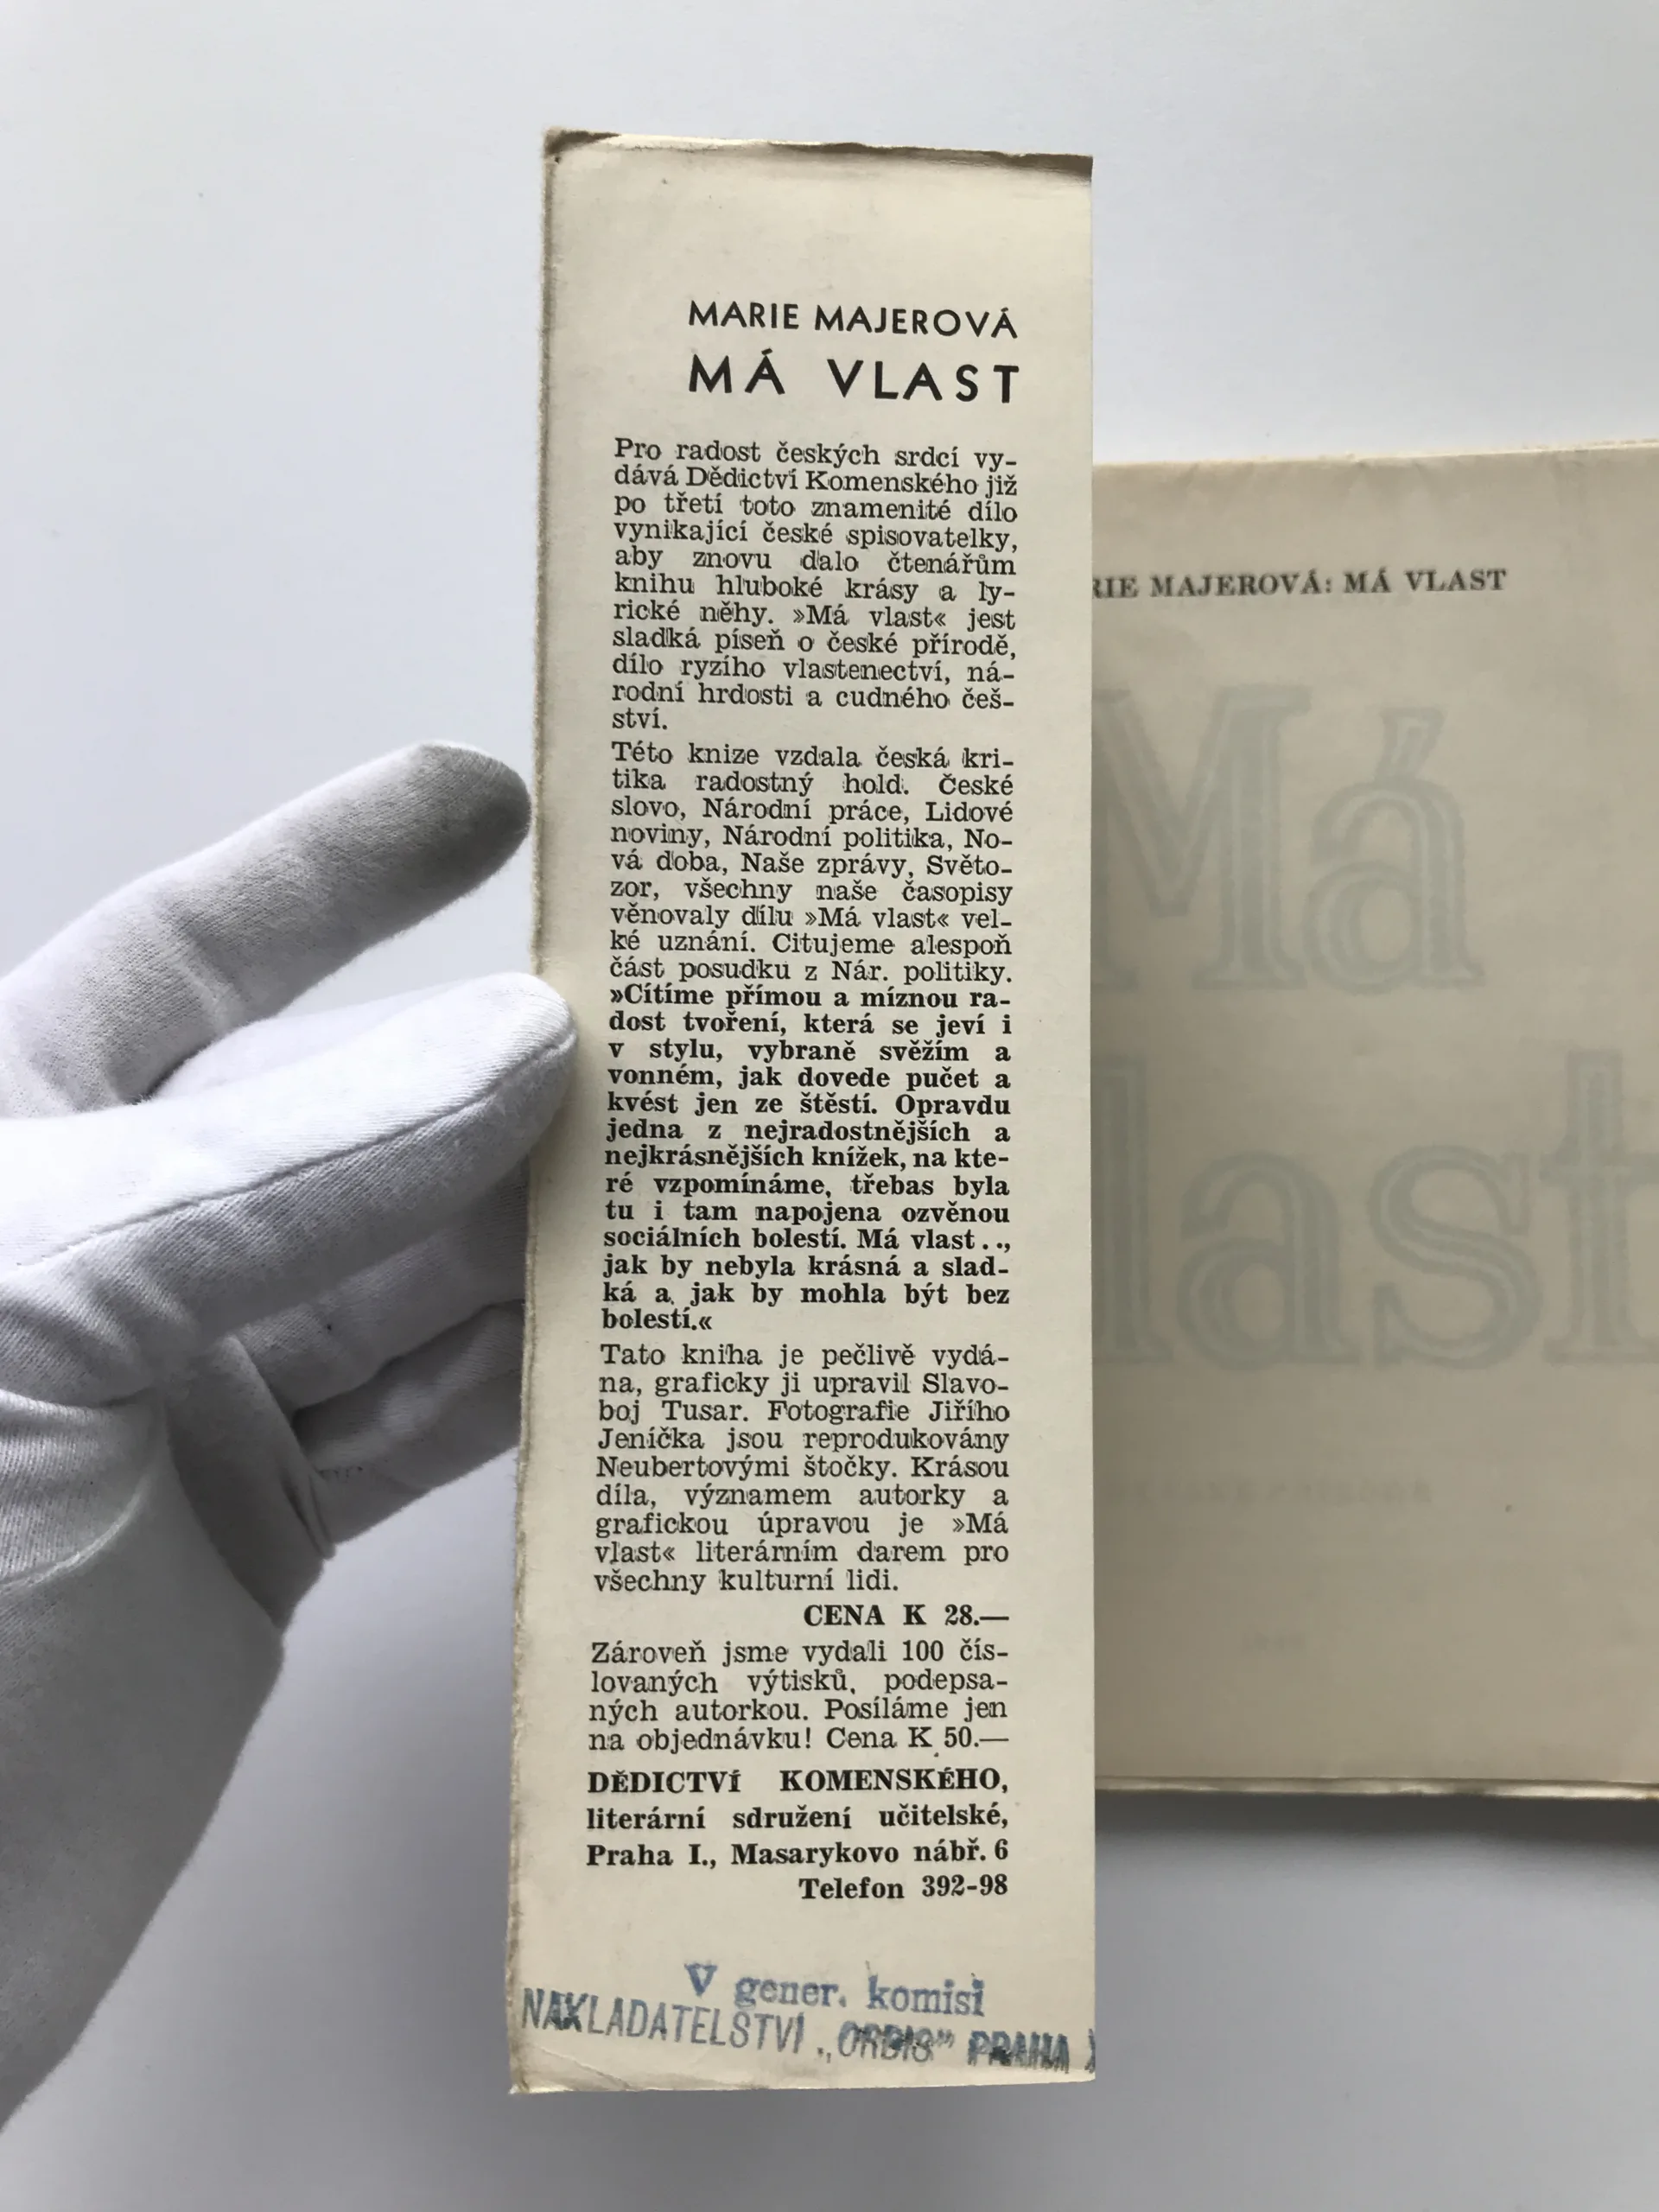 MARIE MAJEROVÁ
MÁ VLAST
Pro radost českých srdcí vy-
dává Dědictví Komenského již
po třetí toto znamenité dílo
vynikající české spisovatelky,
aby znovu dalo čtenářům
knihu hluboké krásy a ly-
rické něhy. »Má vlast« jest
sladká píseň o české přírodě,
dílo ryzího vlastenectví, ná-
rodní hrdosti a cudného češ-
ství.
Této knize vzdala česká kri-
tika radostný hold. České
slovo, Národní práce, Lidové
noviny, Národní politika, No-
vá doba, Naše zprávy, Světo-
zor, všechny naše časopisy
věnovaly dílu »Má vlast« vel-
ké uznání. Citujeme alespoň
část posudku z Nár. politiky.
»Cítíme přímou a míznou ra-
dost tvoření, která se jeví i
v stylu, vybraně svěžím a
vonném, jak dovede pučet a
kvést jen ze štěstí. Opravdu
jedna z nejradostnějších a
nejkrásnějších knížek, na kte-
ré vzpomínáme, třebas byla
tu i tam napojena ozvěnou
sociálních bolestí. Má vlast..,
jak by nebyla krásná a slad-
ká a jak by mohla být bez
bolestí.«
Tato kniha je pečlivě vydá-
na, graficky ji upravil Slavo-
boj Tusar. Fotografie Jiřího
Jeníčka jsou reprodukovány
Neubertovými štočky. Krásou
díla, významem autorky a
grafickou úpravou je »Má
vlast« literárním darem pro
všechny kulturní lidi.
CENA K 28.—
Zároveň jsme vydali 100 čís-
lovaných výtisků, podepsa-
ných autorkou. Posíláme jen
na objednávku! Cena K 50.—
DĚDICTVÍ KOMENSKÉHO,
literární sdružení učitelské,
Praha I., Masarykovo nábř. 6
Telefon 392-98
V gener. komisi
NAKLADATELSTVÍ „ORBIS" PRAHA
RIE MAJEROVÁ: MÁ VLAST
Má
last